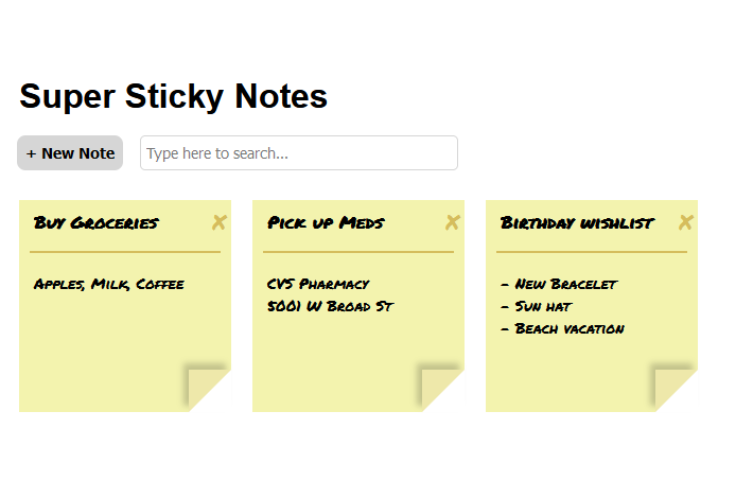 Super Sticky Notes
+ New Note
Type here to search...
Buy Groceries ✘
Apples, Milk, Coffee
Pick up Meds ✘
CVS Pharmacy
5001 W Broad St
Birthday wishlist ✘
- New Bracelet
- Sun hat
- Beach vacation